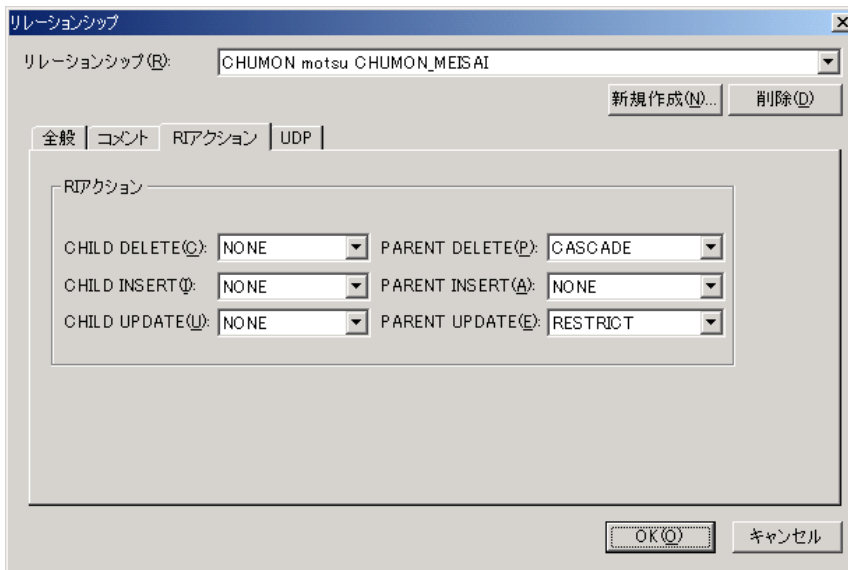 リレーションシップ
リレーションシップ(R): CHUMON motsu CHUMON_MEISAI
新規作成(N)... 削除(D)
全般 コメント RIアクション UDP
RIアクション
CHILD DELETE(C): NONE PARENT DELETE(P): CASCADE
CHILD INSERT(I): NONE PARENT INSERT(A): NONE
CHILD UPDATE(U): NONE PARENT UPDATE(E): RESTRICT
OK(O) キャンセル